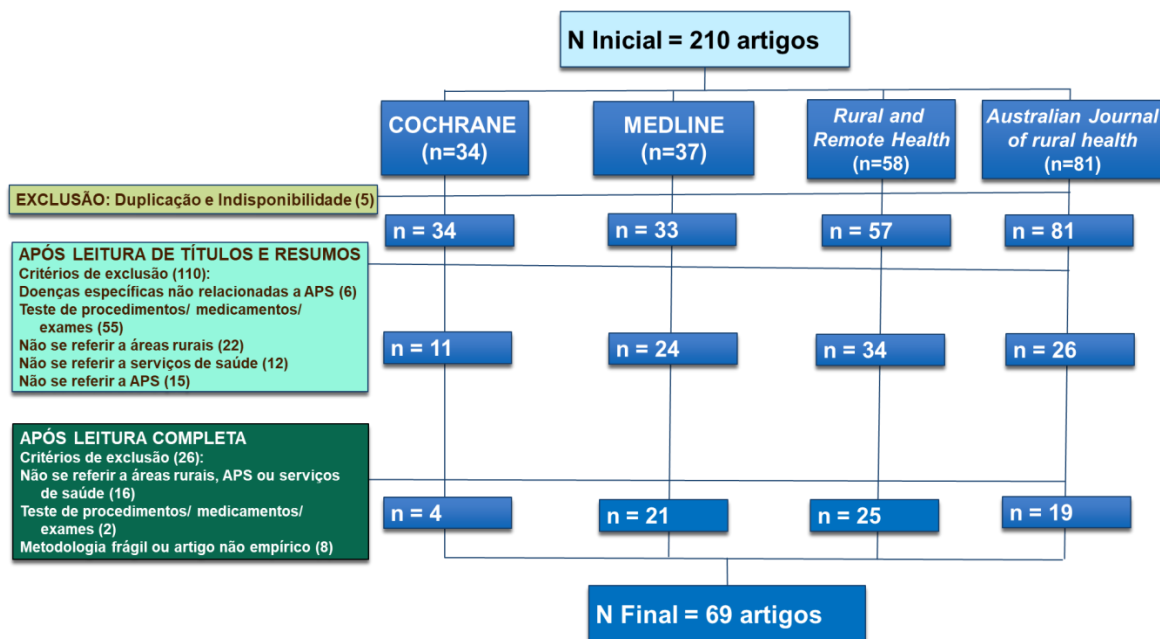 N Inicial = 210 artigos
COCHRANE
(n=34)
MEDLINE
(n=37)
Rural and
Remote Health
(n=58)
Australian Journal
of rural health
(n=81)
EXCLUSÃO: Duplicação e Indisponibilidade (5)
n = 34
n = 33
n = 57
n = 81
APÓS LEITURA DE TÍTULOS E RESUMOS
Critérios de exclusão (110):
Doenças específicas não relacionadas a APS (6)
Teste de procedimentos/ medicamentos/
exames (55)
Não se referir a áreas rurais (22)
Não se referir a serviços de saúde (12)
Não se referir a APS (15)
n = 11
n = 24
n = 34
n = 26
APÓS LEITURA COMPLETA
Critérios de exclusão (26):
Não se referir a áreas rurais, APS ou serviços
de saúde (16)
Teste de procedimentos/ medicamentos/
exames (2)
Metodologia frágil ou artigo não empírico (8)
n = 4
n = 21
n = 25
n = 19
N Final = 69 artigos